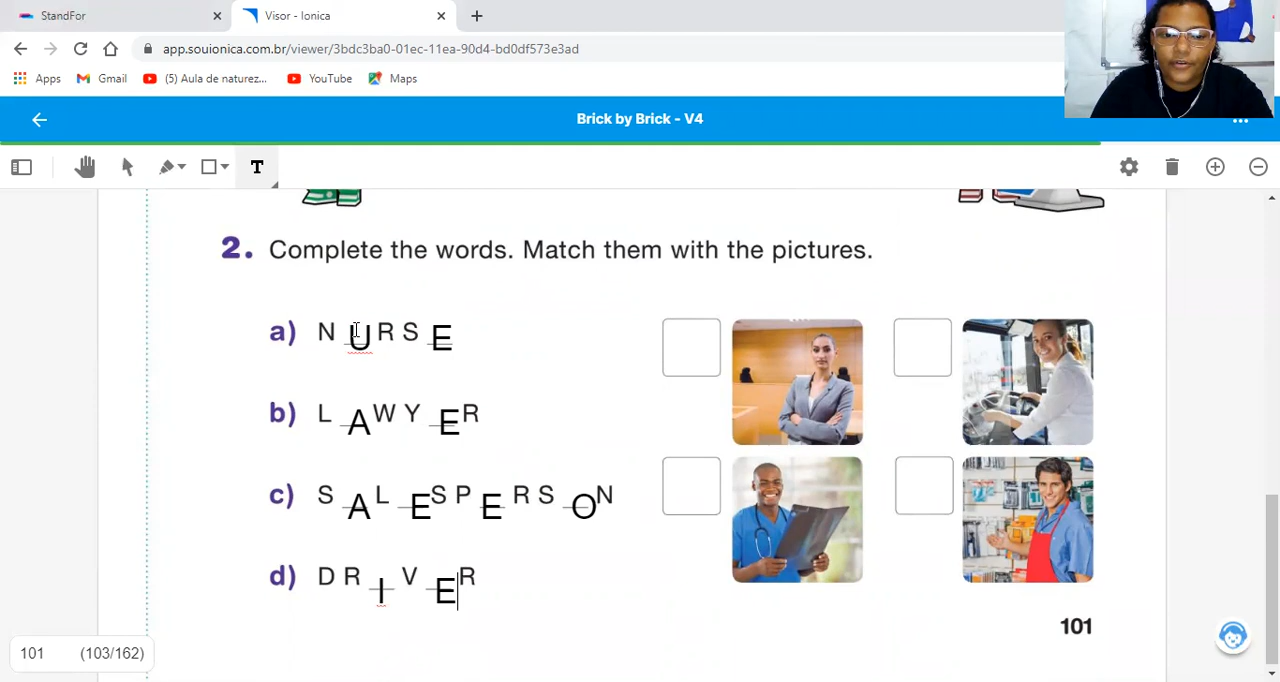 StandFor
Visor - Ionica
app.souionica.com.br/viewer/3bdc3ba0-01ec-11ea-90d4-bd0df573e3ad
Apps Gmail (5) Aula de naturez... YouTube Maps
Brick by Brick - V4
T
2. Complete the words. Match them with the pictures.
a) N U R S E
b) L A W Y E R
c) S A L E S P E R S O N
d) D R I V E R
101
101 (103/162)